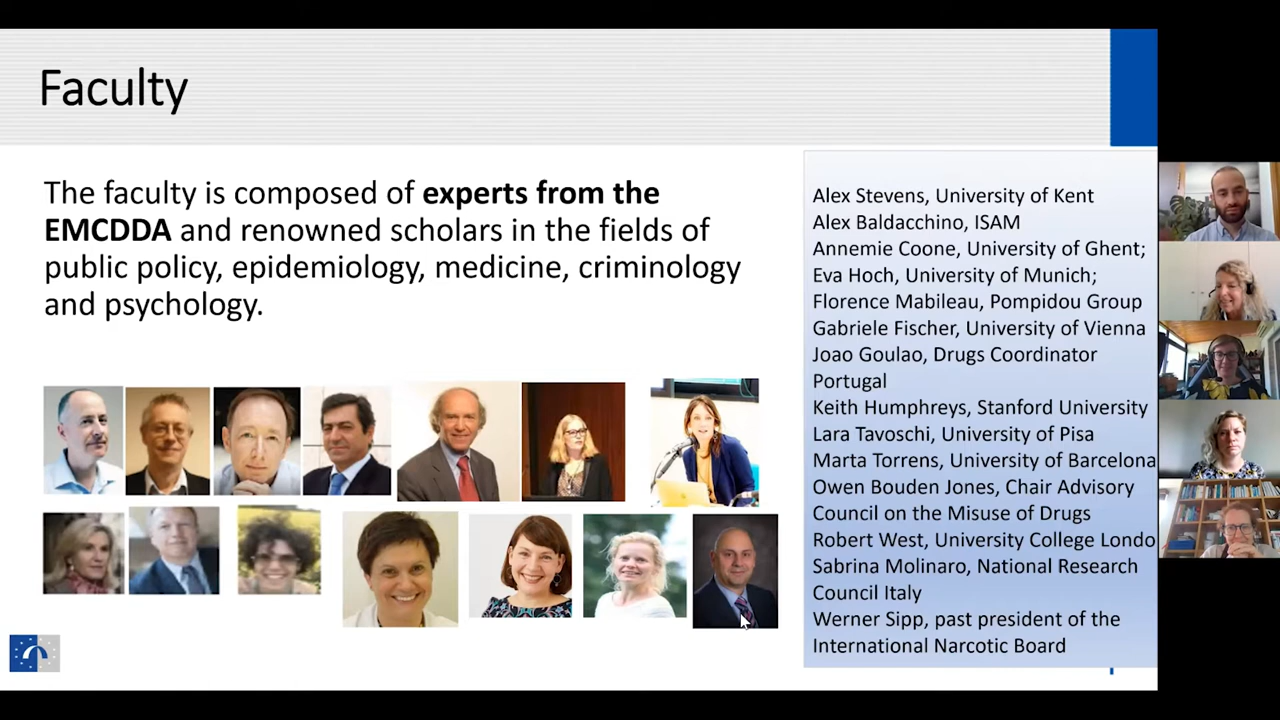 Faculty
The faculty is composed of experts from the
EMCDDA and renowned scholars in the fields of
public policy, epidemiology, medicine, criminology
and psychology.
Alex Stevens, University of Kent
Alex Baldacchino, ISAM
Annemie Coone, University of Ghent;
Eva Hoch, University of Munich;
Florence Mabileau, Pompidou Group
Gabriele Fischer, University of Vienna
Joao Goulao, Drugs Coordinator
Portugal
Keith Humphreys, Stanford University
Lara Tavoschi, University of Pisa
Marta Torrens, University of Barcelona
Owen Bouden Jones, Chair Advisory
Council on the Misuse of Drugs
Robert West, University College Londo
Sabrina Molinaro, National Research
Council Italy
Werner Sipp, past president of the
International Narcotic Board